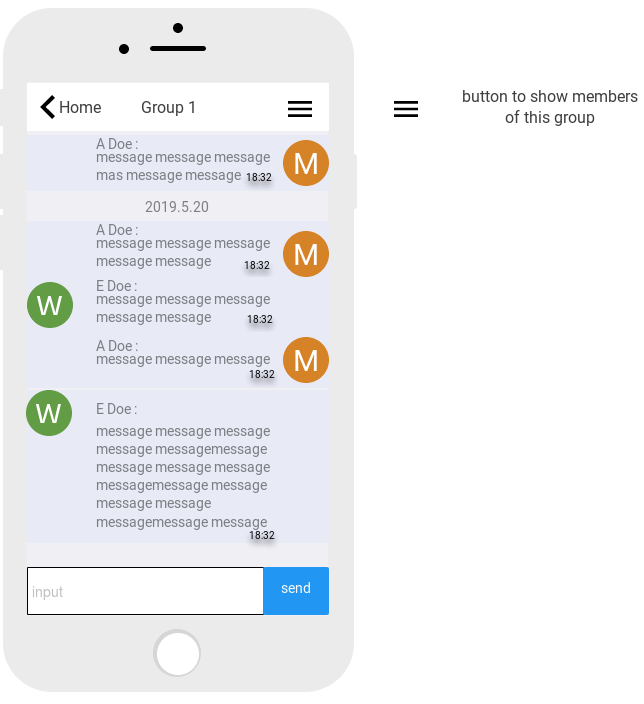 Home
Group 1
button to show members
of this group
A Doe :
message message message
mas message message
18:32
M
2019.5.20
A Doe :
message message message
message message
18:32
M
W
E Doe :
message message message
message message
18:32
A Doe :
message message message
18:32
M
W
E Doe :
message message message
message messagemessage
message message message
messagemessage message
message message
messagemessage message
18:32
input
send